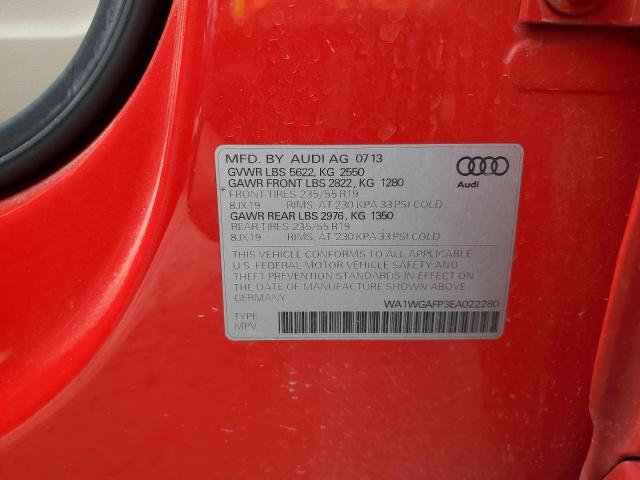 MFD. BY AUDI AG 07 13
GVWR LBS 5622, KG 2550
GAWR FRONT LBS 2822, KG 1280
FRONT-TIRES 235/55 R19
8JX19 RIMS, AT 230 KPA 33 PSI COLD
GAWR REAR LBS 2976, KG 1350
REAR-TIRES 235/55 R19
8JX19 RIMS, AT 230 KPA 33 PSI COLD
Audi
THIS VEHICLE CONFORMS TO ALL APPLICABLE
U.S. FEDERAL MOTOR VEHICLE SAFETY AND
THEFT PREVENTION STANDARDS IN EFFECT ON
THE DATE OF MANUFACTURE SHOWN ABOVE
GERMANY WA1WGAFP3EA022280
TYPE:
MPV